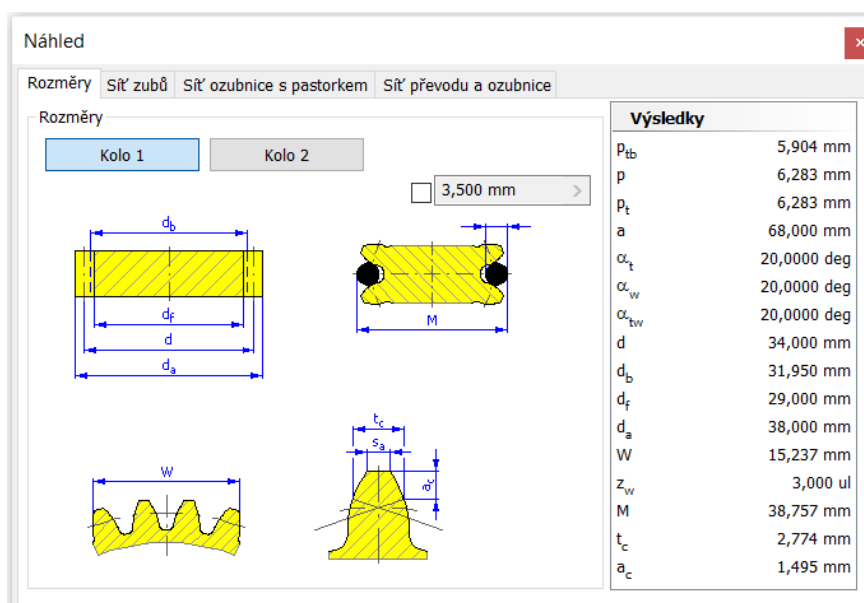 Náhled
Rozměry Síť zubů Síť ozubnice s pastorkem Síť převodu a ozubnice
Rozměry
Kolo 1 Kolo 2
3,500 mm
d_b
d_f
d
d_a
M
W
t_c
s_a
a_c
Výsledky
p_tb 5,904 mm
p 6,283 mm
p_t 6,283 mm
a 68,000 mm
α_t 20,0000 deg
α_w 20,0000 deg
α_tw 20,0000 deg
d 34,000 mm
d_b 31,950 mm
d_f 29,000 mm
d_a 38,000 mm
W 15,237 mm
z_w 3,000 ul
M 38,757 mm
t_c 2,774 mm
a_c 1,495 mm